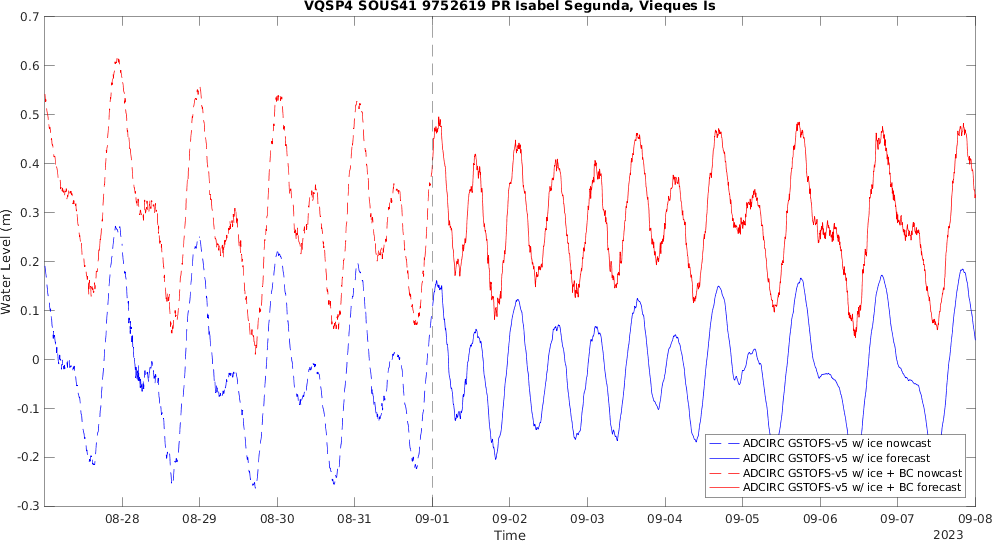 VQSP4 SOUS41 9752619 PR Isabel Segunda, Vieques Is
0.7
0.6
0.5
0.4
0.3
0.2
0.1
0
-0.1
-0.2
-0.3
Water Level (m)
ADCIRC GSTOFS-v5 w/ ice nowcast
ADCIRC GSTOFS-v5 w/ ice forecast
ADCIRC GSTOFS-v5 w/ ice + BC nowcast
ADCIRC GSTOFS-v5 w/ ice + BC forecast
08-28 08-29 08-30 08-31 09-01 09-02 09-03 09-04 09-05 09-06 09-07 09-08
Time
2023